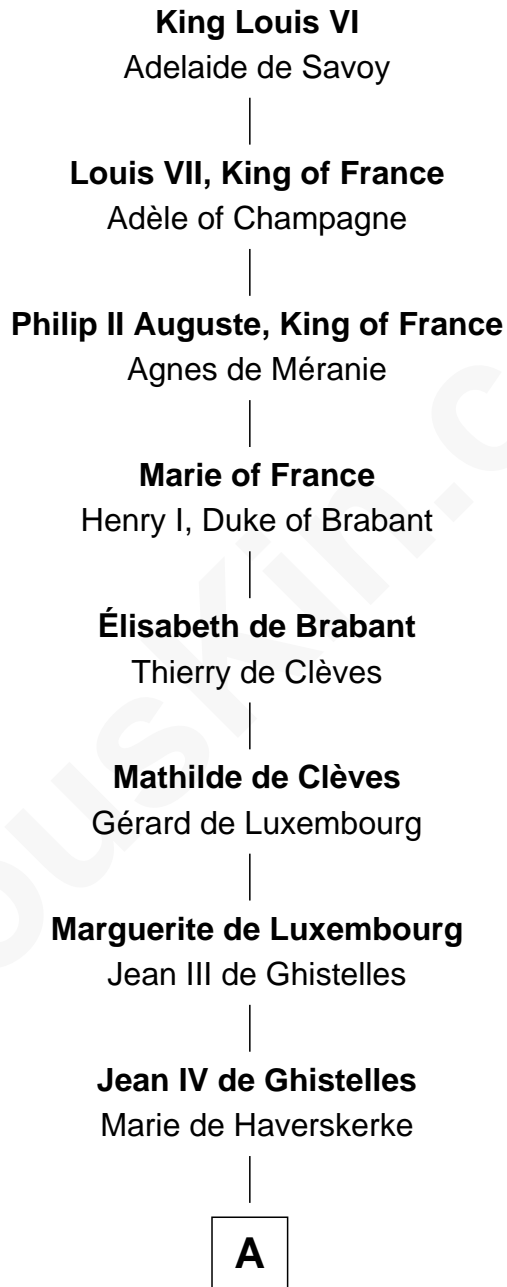 King Louis VI
Adelaide de Savoy
Louis VII, King of France
Adèle of Champagne
Philip II Auguste, King of France
Agnes de Méranie
Marie of France
Henry I, Duke of Brabant
Élisabeth de Brabant
Thierry de Clèves
Mathilde de Clèves
Gérard de Luxembourg
Marguerite de Luxembourg
Jean III de Ghistelles
Jean IV de Ghistelles
Marie de Haverskerke
A